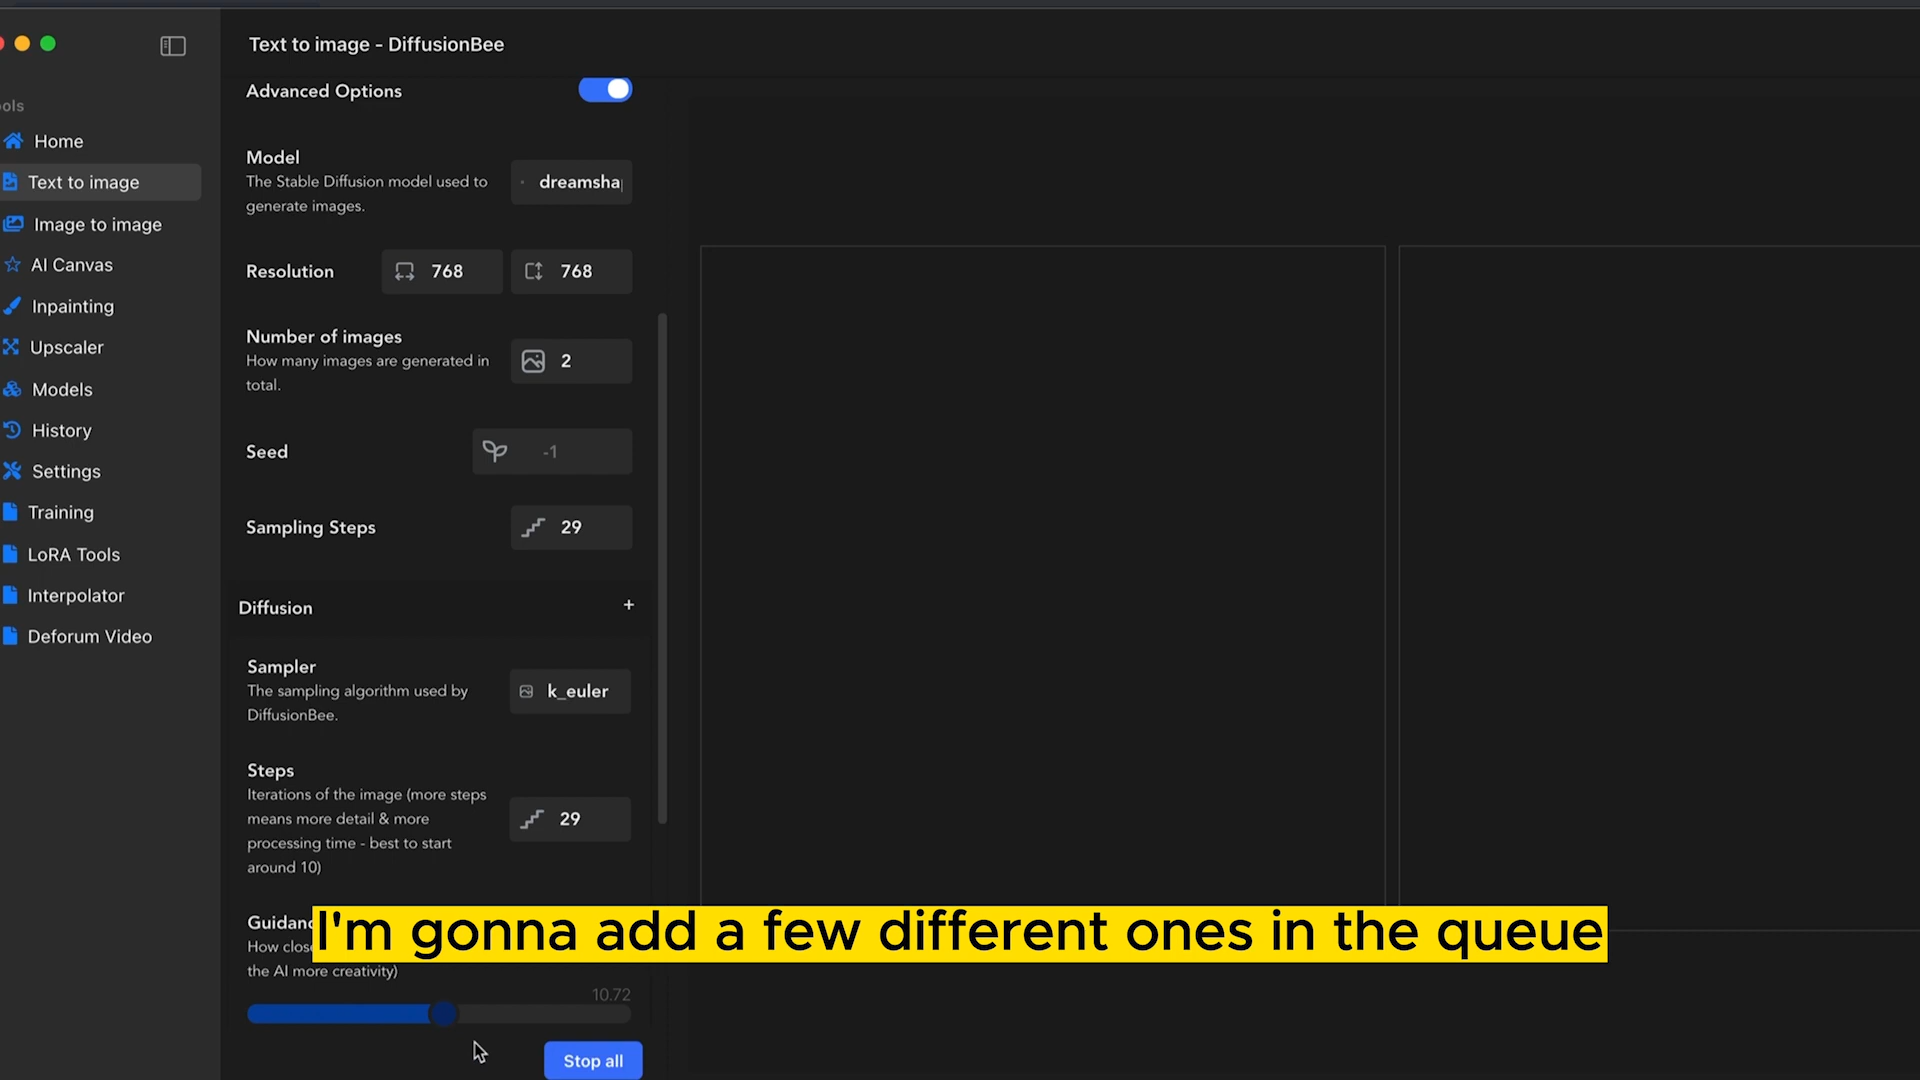 Text to image - DiffusionBee
ols
Home
Text to image
Image to image
AI Canvas
Inpainting
Upscaler
Models
History
Settings
Training
LoRA Tools
Interpolator
Deforum Video
Advanced Options
Model
The Stable Diffusion model used to
generate images.
dreamsha
Resolution
768
768
Number of images
How many images are generated in
total.
2
Seed
-1
Sampling Steps
29
Diffusion
+
Sampler
The sampling algorithm used by
DiffusionBee.
k_euler
Steps
Iterations of the image (more steps
means more detail & more
processing time - best to start
around 10)
29
Guidanc
How clos
the AI more creativity)
10.72
I'm gonna add a few different ones in the queue
Stop all